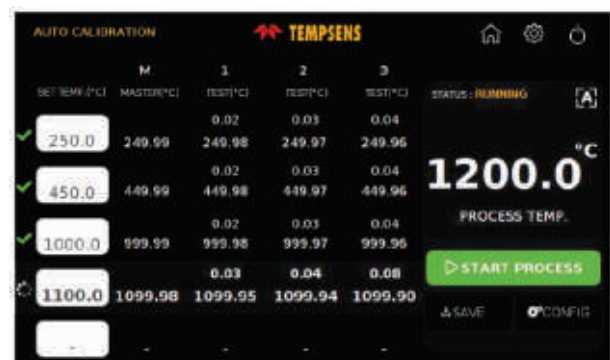 AUTO CALIBRATION
TEMPSENS
M 1 2 3
SET TEMP.(°C) MASTER(°C) TEST(°C) TEST(°C) TEST(°C)
0.02 0.03 0.04
250.0 249.99 249.98 249.97 249.96
0.02 0.03 0.04
450.0 449.99 449.98 449.97 449.96
0.02 0.03 0.04
1000.0 999.99 999.98 999.97 999.96
0.03 0.04 0.08
1100.0 1099.98 1099.95 1099.94 1099.90
- - - - -
STATUS : RUNNING
[A]
1200.0 °C
PROCESS TEMP.
START PROCESS
SAVE CONFIG